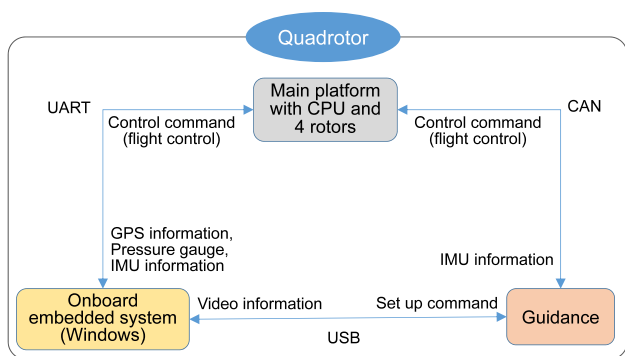 Quadrotor
Main platform
with CPU and
4 rotors
UART
CAN
Control command
(flight control)
Control command
(flight control)
GPS information,
Pressure gauge,
IMU information
IMU information
Onboard
embedded system
(Windows)
Video information
Set up command
Guidance
USB